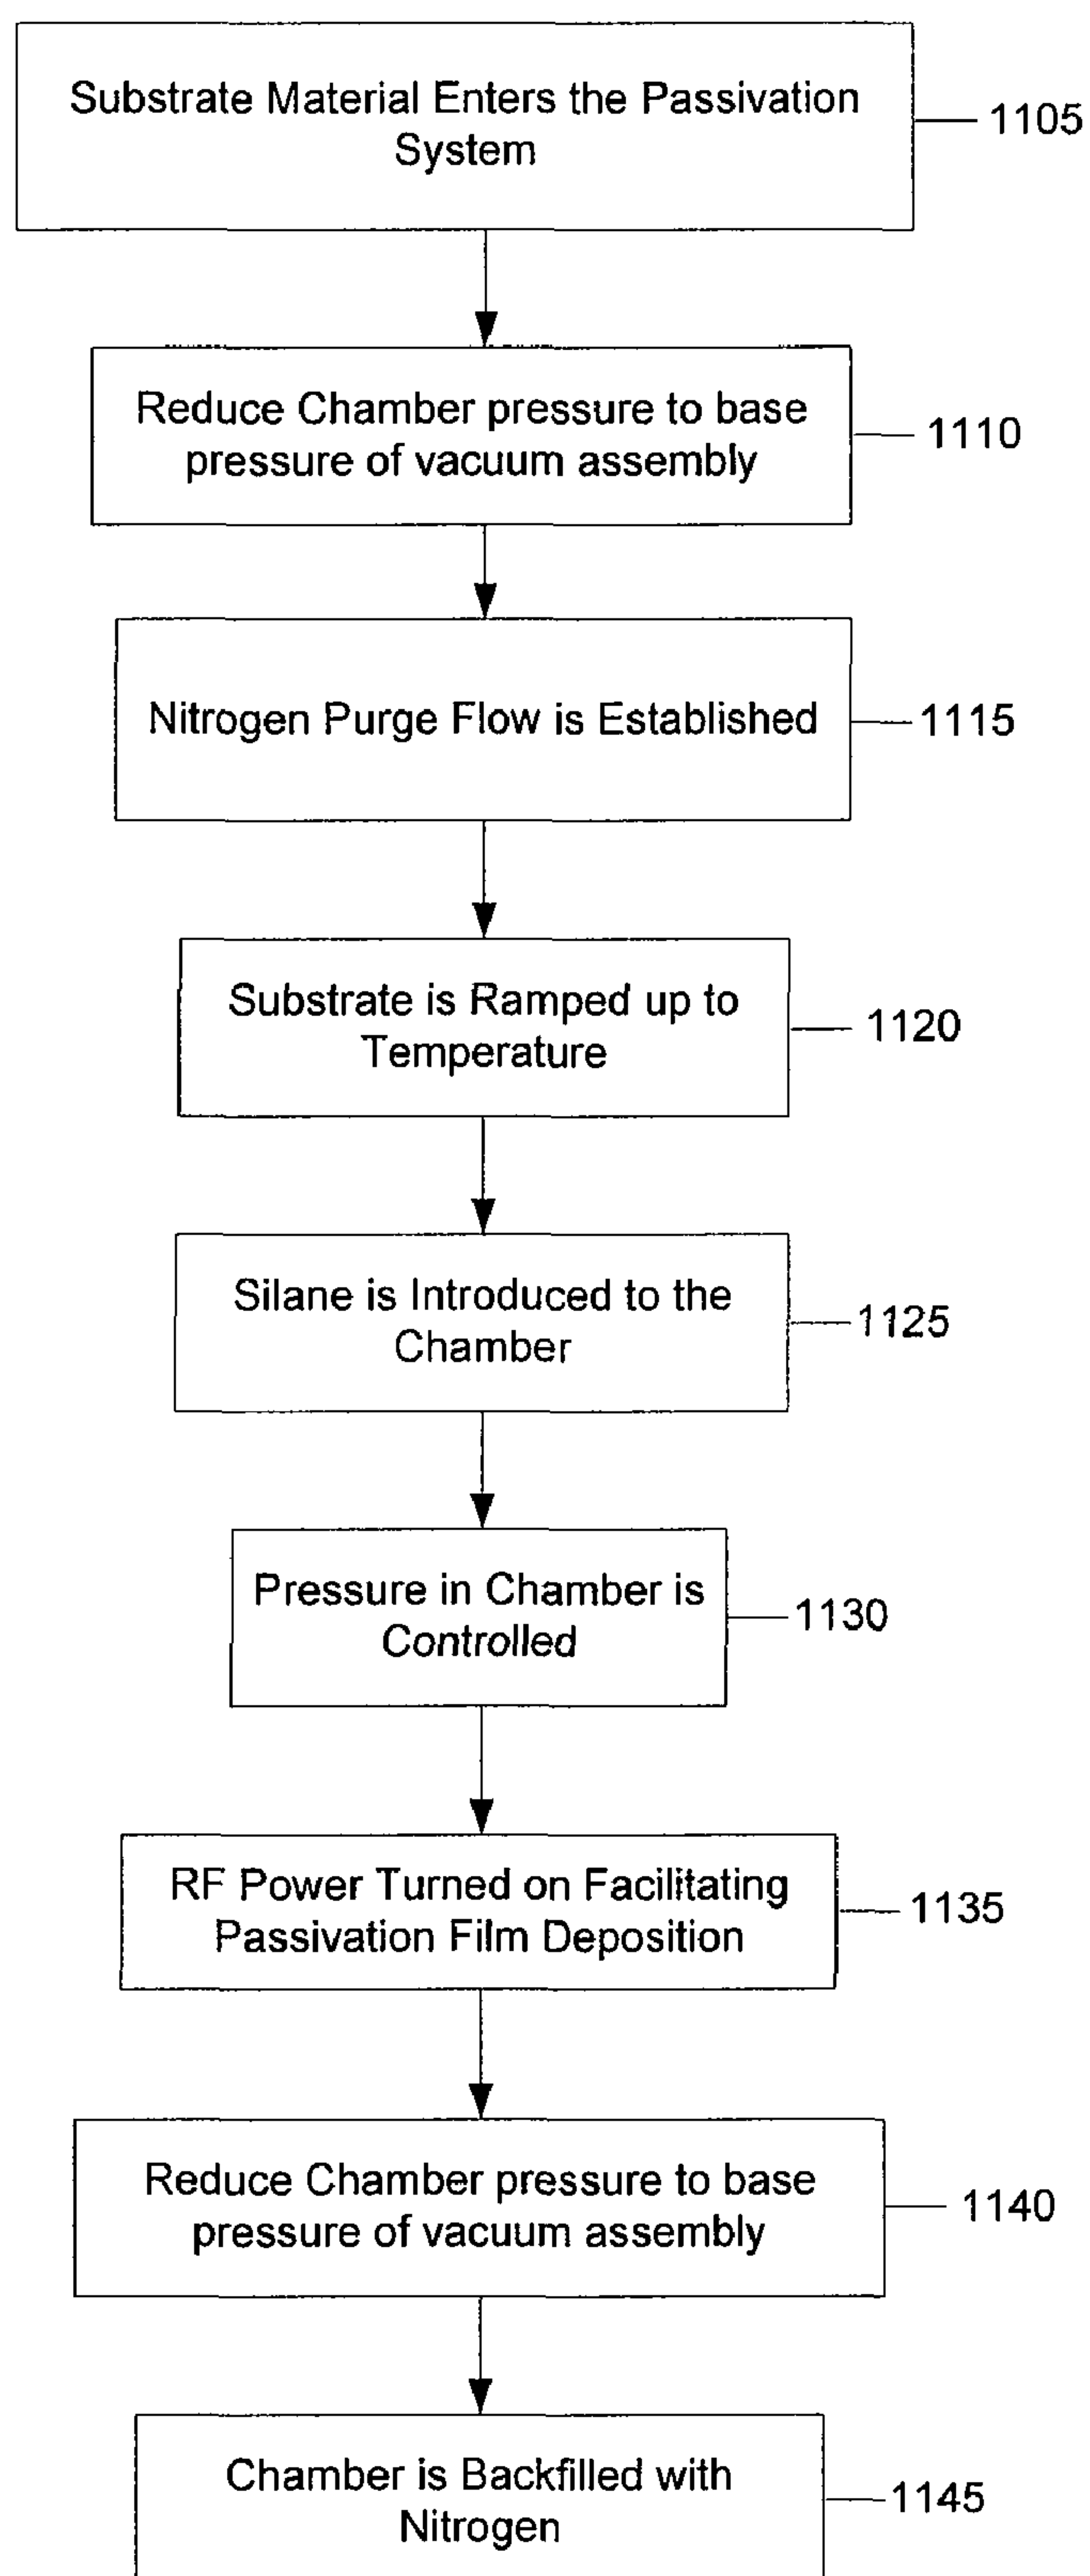 Substrate Material Enters the Passivation
System
1105
Reduce Chamber pressure to base
pressure of vacuum assembly
1110
Nitrogen Purge Flow is Established
1115
Substrate is Ramped up to
Temperature
1120
Silane is Introduced to the
Chamber
1125
Pressure in Chamber is
Controlled
1130
RF Power Turned on Facilitating
Passivation Film Deposition
1135
Reduce Chamber pressure to base
pressure of vacuum assembly
1140
Chamber is Backfilled with
Nitrogen
1145